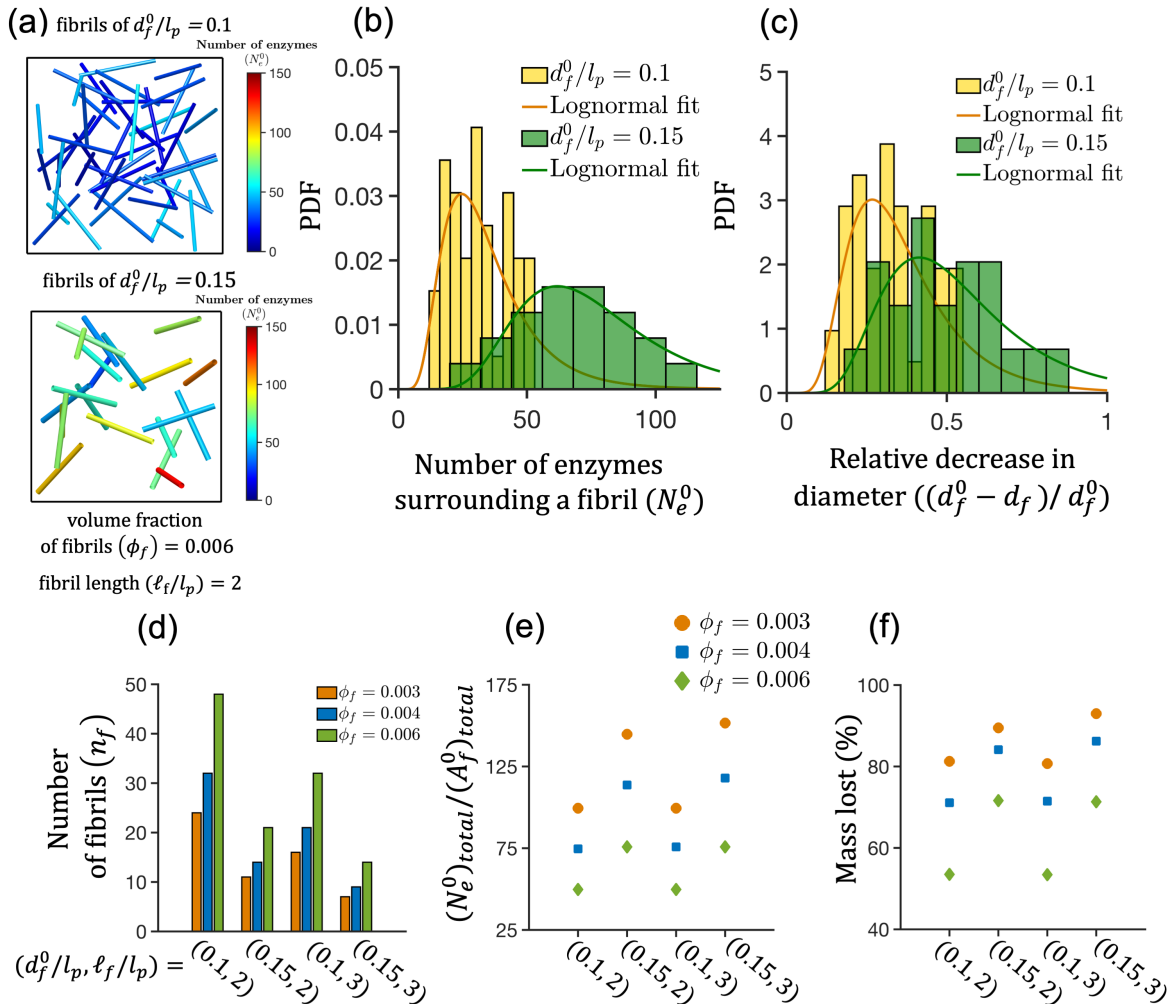 (a)
fibrils of d_f^0/l_p = 0.1
Number of enzymes
(N_e^0)
150
100
50
0
fibrils of d_f^0/l_p = 0.15
Number of enzymes
(N_e^0)
150
100
50
0
volume fraction
of fibrils (ϕ_f) = 0.006
fibril length (ℓ_f/l_p) = 2
(b)
d_f^0/l_p = 0.1
Lognormal fit
d_f^0/l_p = 0.15
Lognormal fit
PDF
0.05
0.04
0.03
0.02
0.01
0
0 50 100
Number of enzymes
surrounding a fibril (N_e^0)
(c)
d_f^0/l_p = 0.1
Lognormal fit
d_f^0/l_p = 0.15
Lognormal fit
PDF
5
4
3
2
1
0
0 0.5 1
Relative decrease in
diameter ((d_f^0 − d_f)/ d_f^0)
(d)
ϕ_f = 0.003
ϕ_f = 0.004
ϕ_f = 0.006
Number
of fibrils (n_f)
50
40
30
20
10
0
(d_f^0/l_p, ℓ_f/l_p) =
(0.1, 2) (0.15, 2) (0.1, 3) (0.15, 3)
(e)
ϕ_f = 0.003
ϕ_f = 0.004
ϕ_f = 0.006
(N_e^0)_total/(A_f^0)_total
175
125
75
25
(0.1, 2) (0.15, 2) (0.1, 3) (0.15, 3)
(f)
Mass lost (%)
100
80
60
40
(0.1, 2) (0.15, 2) (0.1, 3) (0.15, 3)